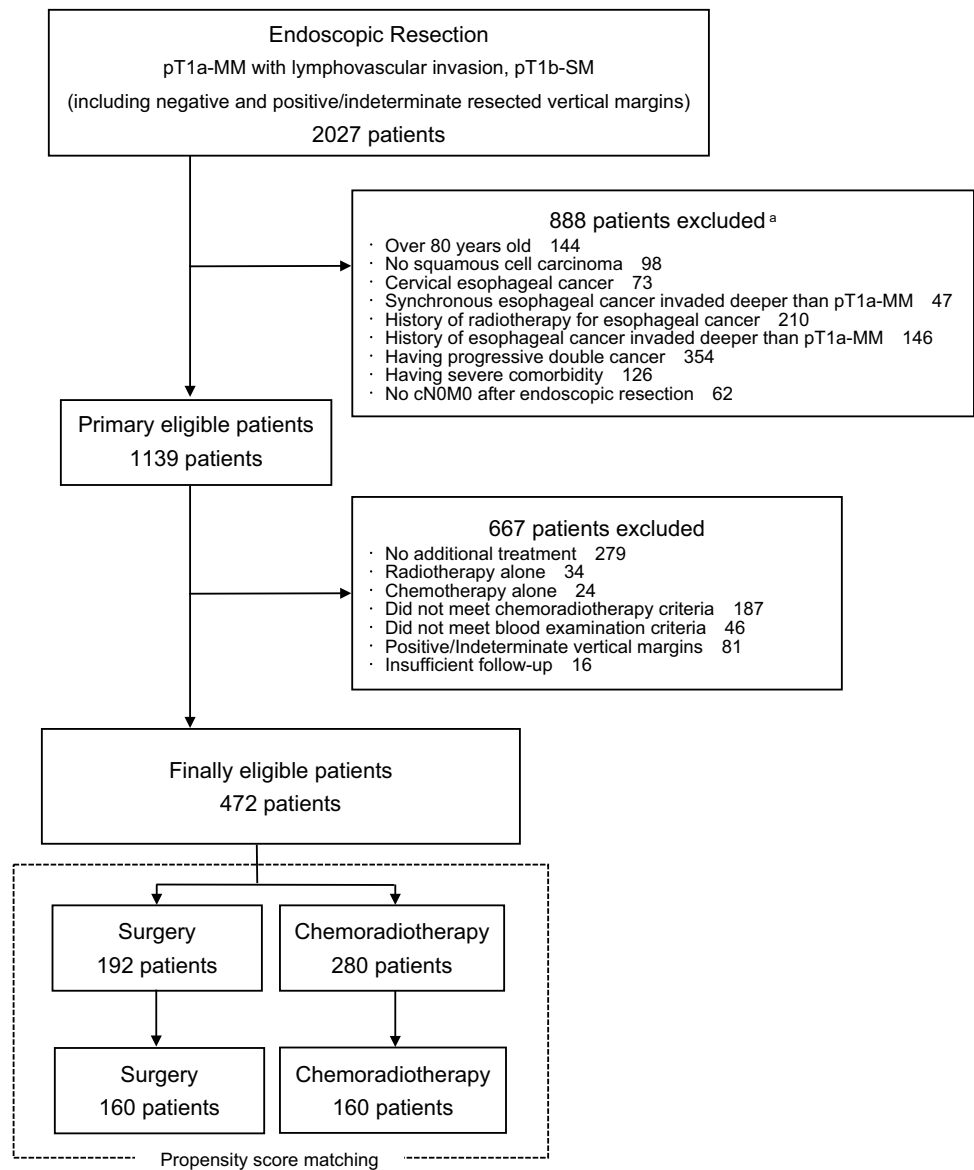 Endoscopic Resection
pT1a-MM with lymphovascular invasion, pT1b-SM
(including negative and positive/indeterminate resected vertical margins)
2027 patients
888 patients excluded a
· Over 80 years old 144
· No squamous cell carcinoma 98
· Cervical esophageal cancer 73
· Synchronous esophageal cancer invaded deeper than pT1a-MM 47
· History of radiotherapy for esophageal cancer 210
· History of esophageal cancer invaded deeper than pT1a-MM 146
· Having progressive double cancer 354
· Having severe comorbidity 126
· No cN0M0 after endoscopic resection 62
Primary eligible patients
1139 patients
667 patients excluded
· No additional treatment 279
· Radiotherapy alone 34
· Chemotherapy alone 24
· Did not meet chemoradiotherapy criteria 187
· Did not meet blood examination criteria 46
· Positive/Indeterminate vertical margins 81
· Insufficient follow-up 16
Finally eligible patients
472 patients
Surgery
192 patients
Chemoradiotherapy
280 patients
Surgery
160 patients
Chemoradiotherapy
160 patients
Propensity score matching